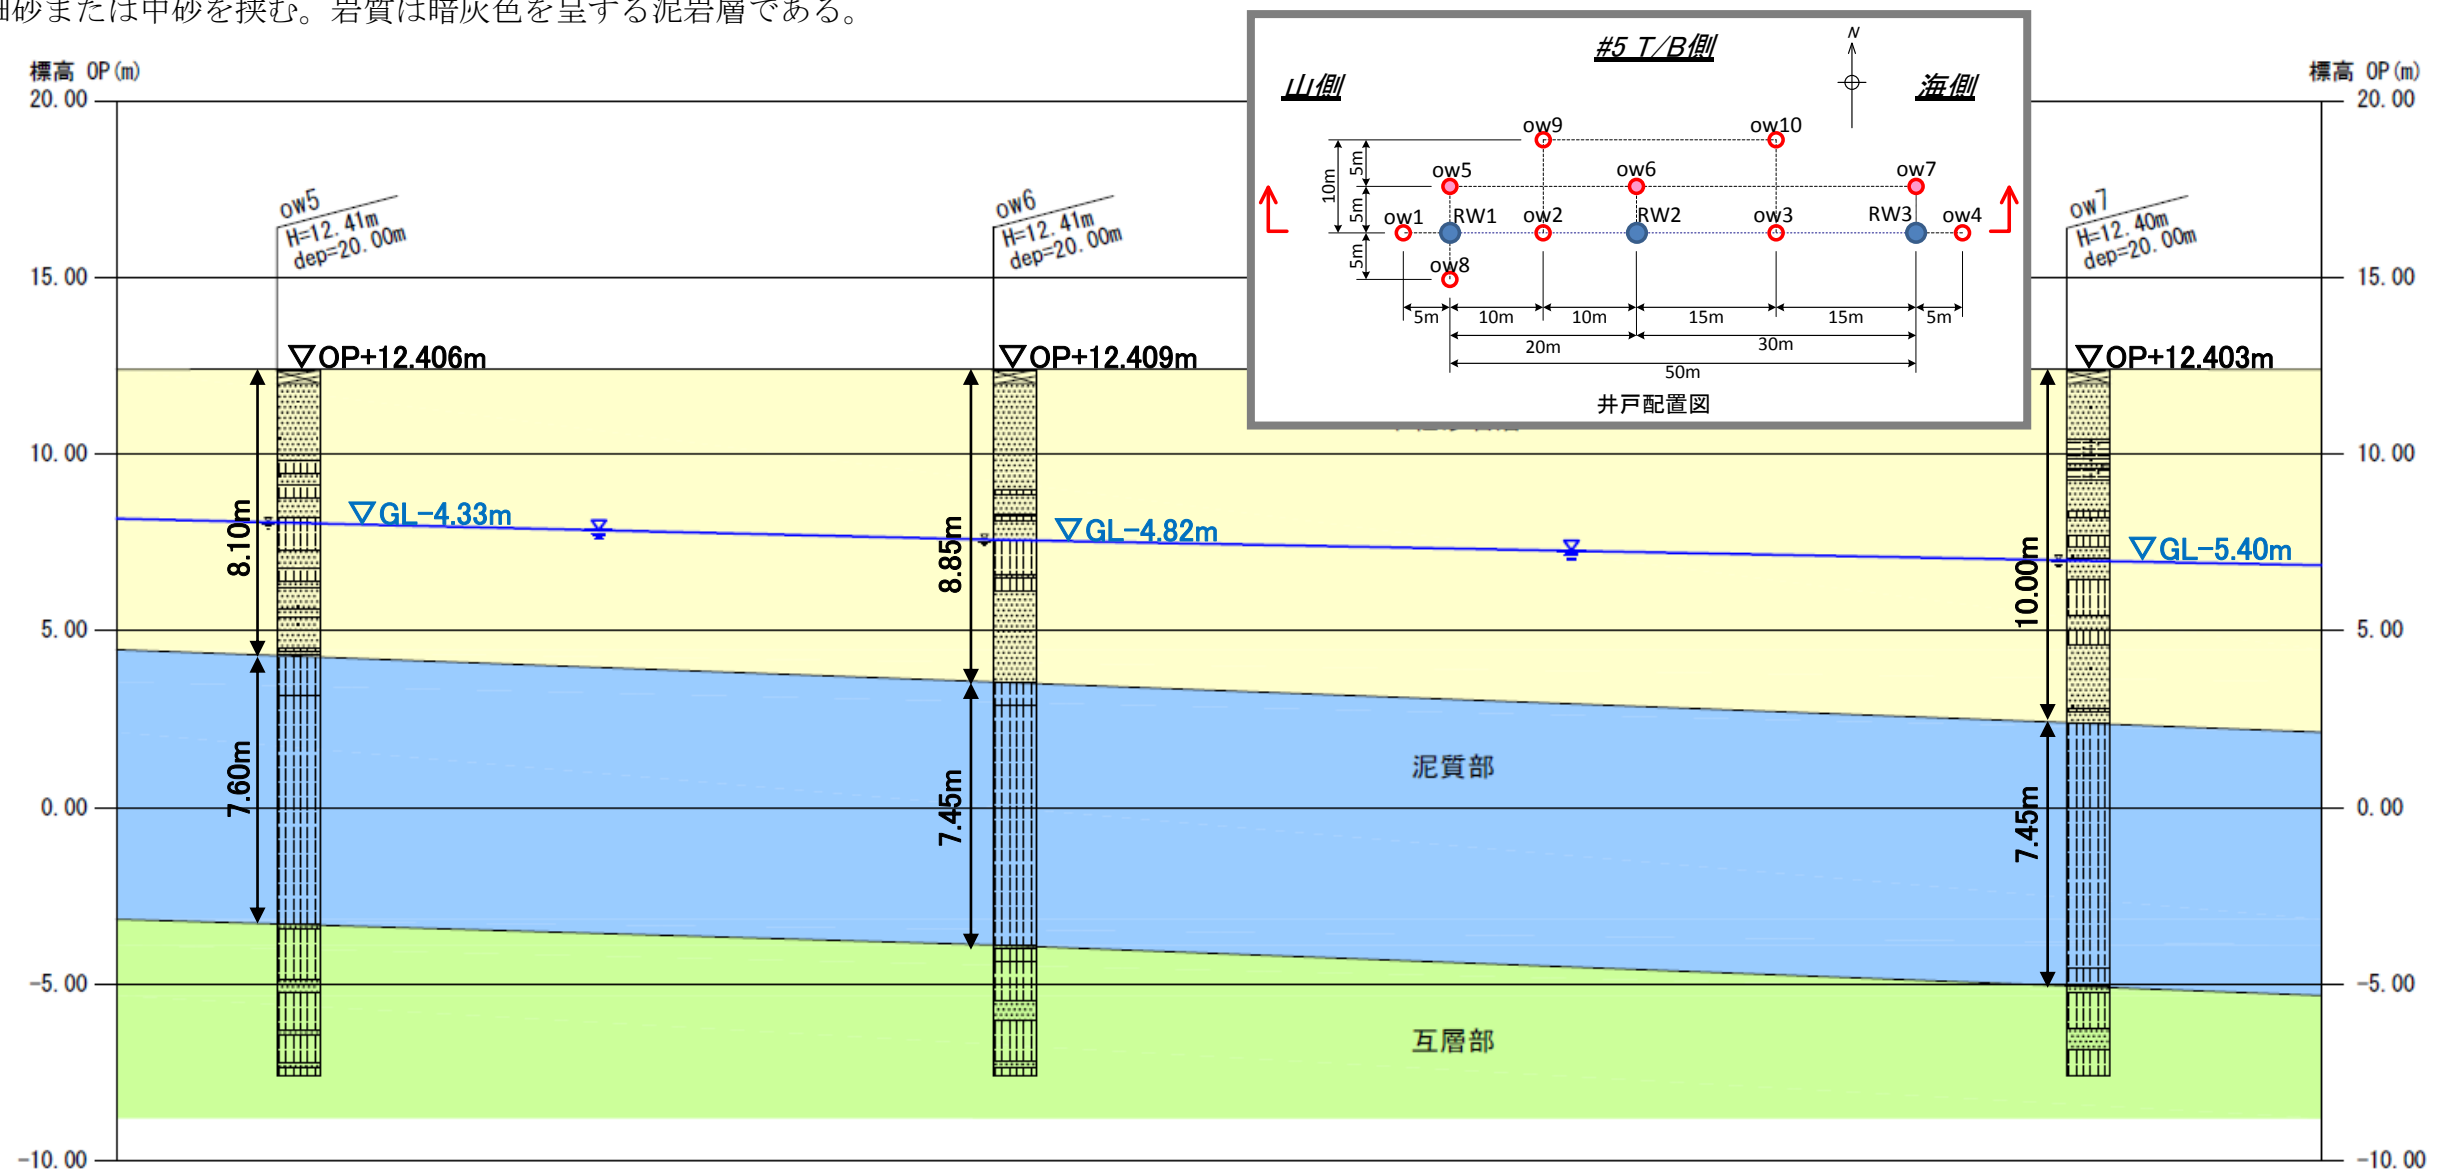 細砂または中砂を挟む。岩質は暗灰色を呈する泥岩層である。
標高 OP(m)
標高 OP(m)
20.00
15.00
10.00
5.00
0.00
-5.00
-10.00
20.00
15.00
10.00
5.00
0.00
-5.00
-10.00
ow5
H=12.41m
dep=20.00m
ow6
H=12.41m
dep=20.00m
ow7
H=12.40m
dep=20.00m
▽OP+12.406m
▽OP+12.409m
▽OP+12.403m
8.10m
8.85m
10.00m
▽GL-4.33m
▽GL-4.82m
▽GL-5.40m
7.60m
7.45m
7.45m
泥質部
互層部
#5 T/B側
山側
海側
N
ow9
ow10
ow5
ow6
ow7
ow1
RW1
ow2
RW2
ow3
RW3
ow4
ow8
10m
5m
5m
5m
5m
10m
10m
15m
15m
5m
20m
30m
50m
井戸配置図